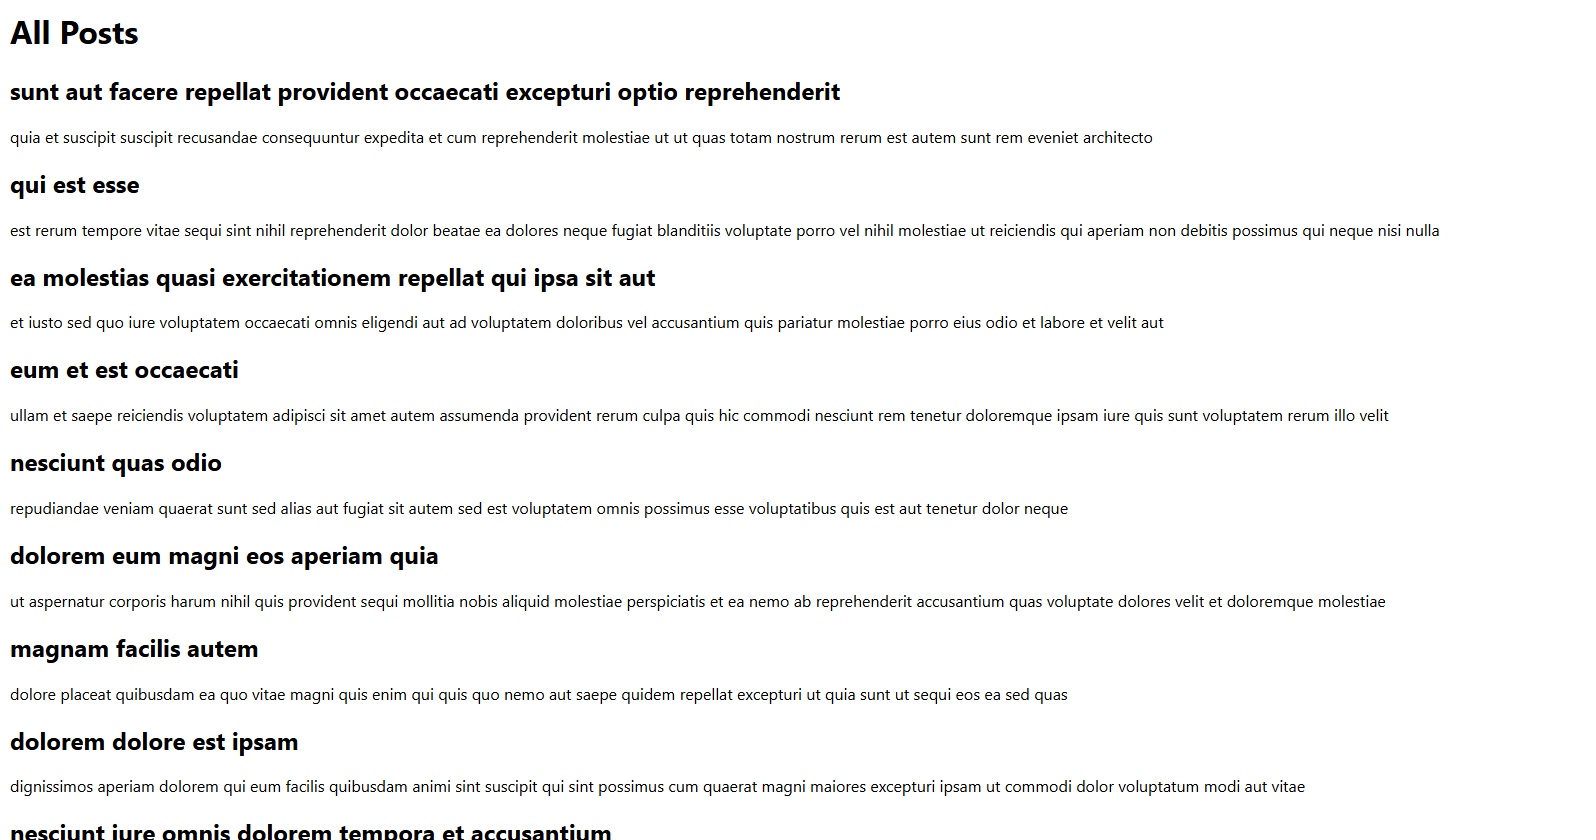 All Posts
sunt aut facere repellat provident occaecati excepturi optio reprehenderit
quia et suscipit suscipit recusandae consequuntur expedita et cum reprehenderit molestiae ut ut quas totam nostrum rerum est autem sunt rem eveniet architecto
qui est esse
est rerum tempore vitae sequi sint nihil reprehenderit dolor beatae ea dolores neque fugiat blanditiis voluptate porro vel nihil molestiae ut reiciendis qui aperiam non debitis possimus qui neque nisi nulla
ea molestias quasi exercitationem repellat qui ipsa sit aut
et iusto sed quo iure voluptatem occaecati omnis eligendi aut ad voluptatem doloribus vel accusantium quis pariatur molestiae porro eius odio et labore et velit aut
eum et est occaecati
ullam et saepe reiciendis voluptatem adipisci sit amet autem assumenda provident rerum culpa quis hic commodi nesciunt rem tenetur doloremque ipsam iure quis sunt voluptatem rerum illo velit
nesciunt quas odio
repudiandae veniam quaerat sunt sed alias aut fugiat sit autem sed est voluptatem omnis possimus esse voluptatibus quis est aut tenetur dolor neque
dolorem eum magni eos aperiam quia
ut aspernatur corporis harum nihil quis provident sequi mollitia nobis aliquid molestiae perspiciatis et ea nemo ab reprehenderit accusantium quas voluptate dolores velit et doloremque molestiae
magnam facilis autem
dolore placeat quibusdam ea quo vitae magni quis enim qui quis quo nemo aut saepe quidem repellat excepturi ut quia sunt ut sequi eos ea sed quas
dolorem dolore est ipsam
dignissimos aperiam dolorem qui eum facilis quibusdam animi sint suscipit qui sint possimus cum quaerat magni maiores excepturi ipsam ut commodi dolor voluptatum modi aut vitae
nesciunt iure omnis dolorem tempora et accusantium